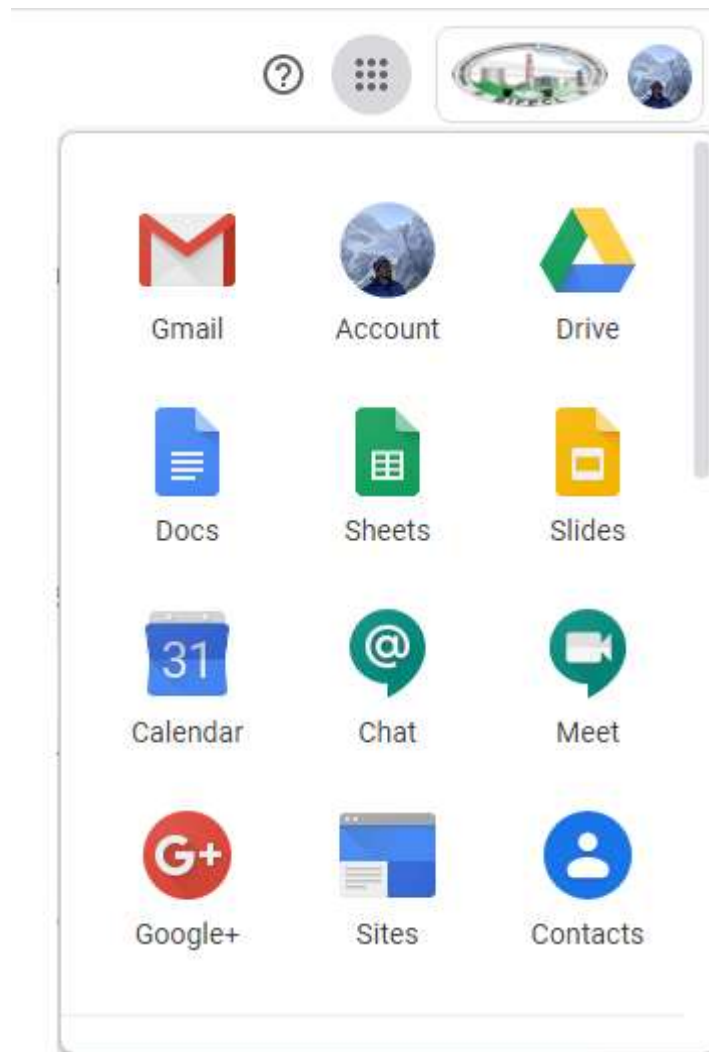 ?
Gmail Account Drive
Docs Sheets Slides
31 @
Calendar Chat Meet
G+
Google+ Sites Contacts